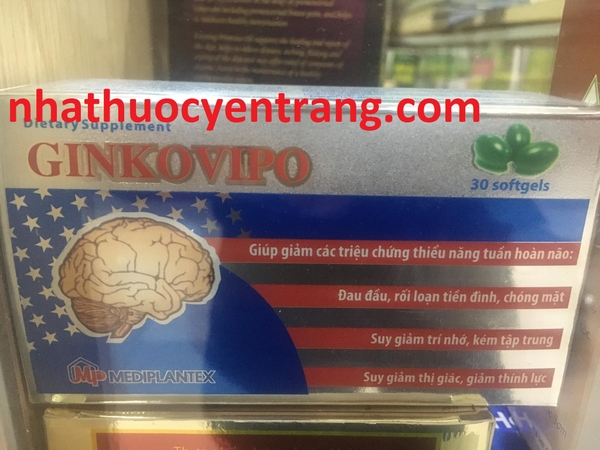 nhathuocyentrang.com
Dietary Supplement
GINKOVIPO
30 softgels
Giúp giảm các triệu chứng thiểu năng tuần hoàn não:
Đau đầu, rối loạn tiền đình, chóng mặt
Suy giảm trí nhớ, kém tập trung
Suy giảm thị giác, giảm thính lực
MP MEDIPLANTEX